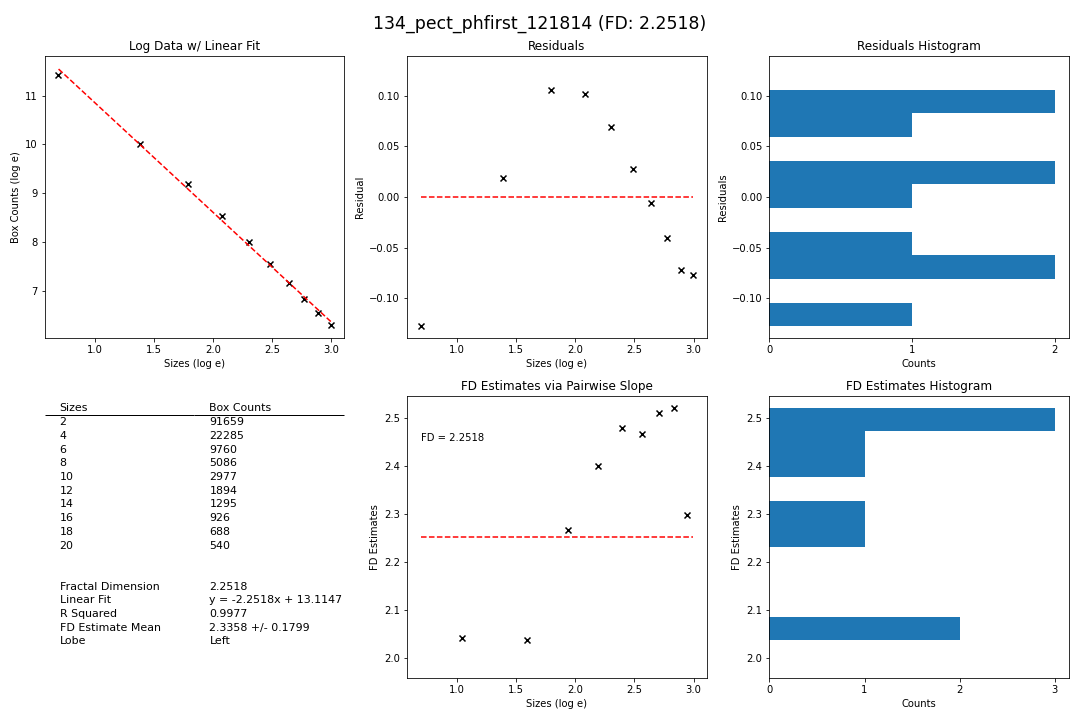 134_pect_phfirst_121814 (FD: 2.2518)
Log Data w/ Linear Fit
Box Counts (log e)
11
10
9
8
7
1.0 1.5 2.0 2.5 3.0
Sizes (log e)
Residuals
Residual
0.10
0.05
0.00
−0.05
−0.10
1.0 1.5 2.0 2.5 3.0
Sizes (log e)
Residuals Histogram
Residuals
0.10
0.05
0.00
−0.05
−0.10
0 1 2
Counts
Sizes Box Counts
2 91659
4 22285
6 9760
8 5086
10 2977
12 1894
14 1295
16 926
18 688
20 540
Fractal Dimension 2.2518
Linear Fit y = -2.2518x + 13.1147
R Squared 0.9977
FD Estimate Mean 2.3358 +/- 0.1799
Lobe Left
FD Estimates via Pairwise Slope
FD Estimates
2.5
2.4
2.3
2.2
2.1
2.0
FD = 2.2518
1.0 1.5 2.0 2.5 3.0
Sizes (log e)
FD Estimates Histogram
FD Estimates
2.5
2.4
2.3
2.2
2.1
2.0
0 1 2 3
Counts